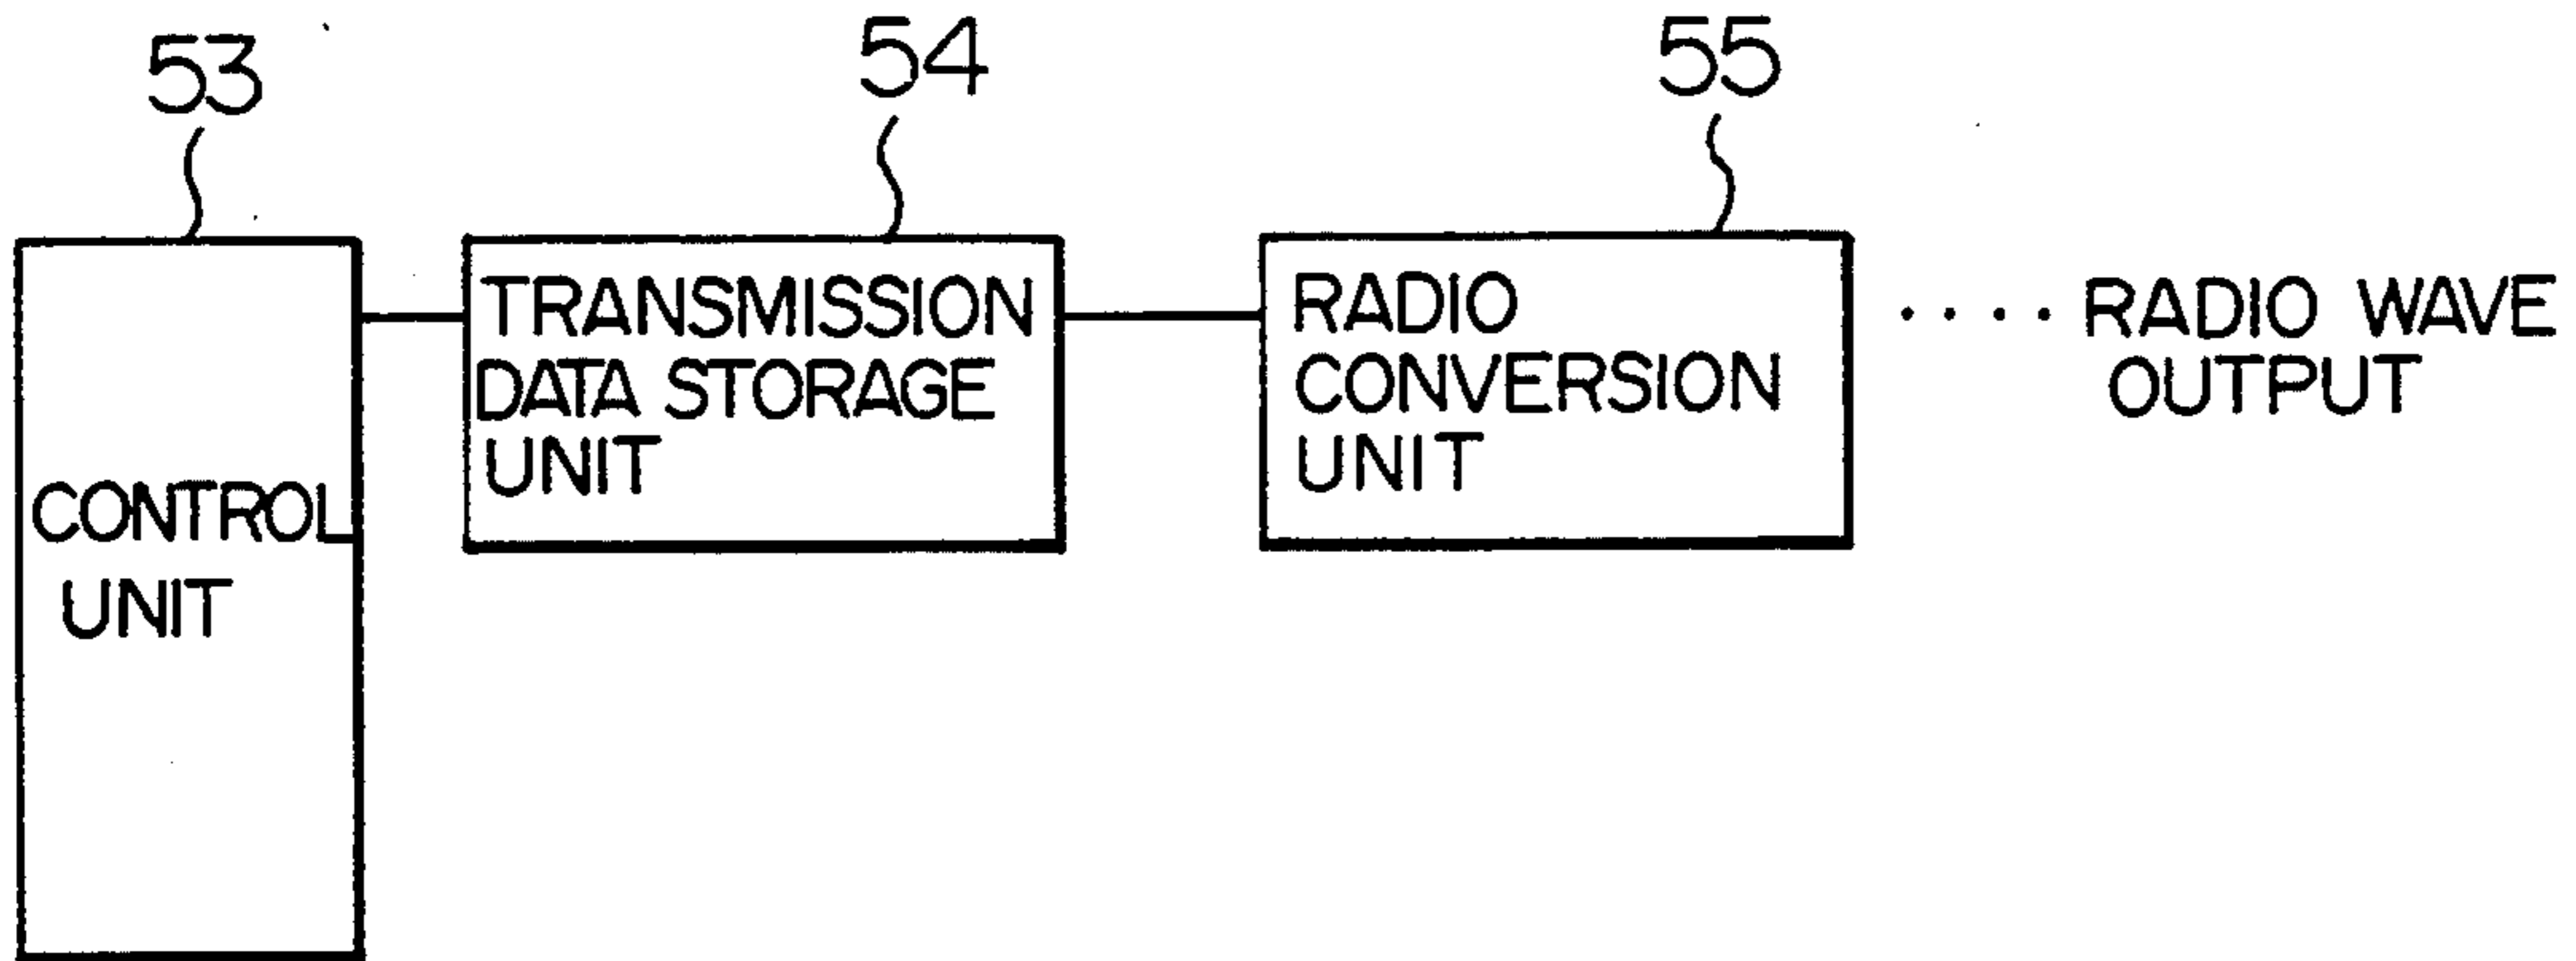 53
54
55
CONTROL
UNIT
TRANSMISSION
DATA STORAGE
UNIT
RADIO
CONVERSION
UNIT
.... RADIO WAVE
OUTPUT